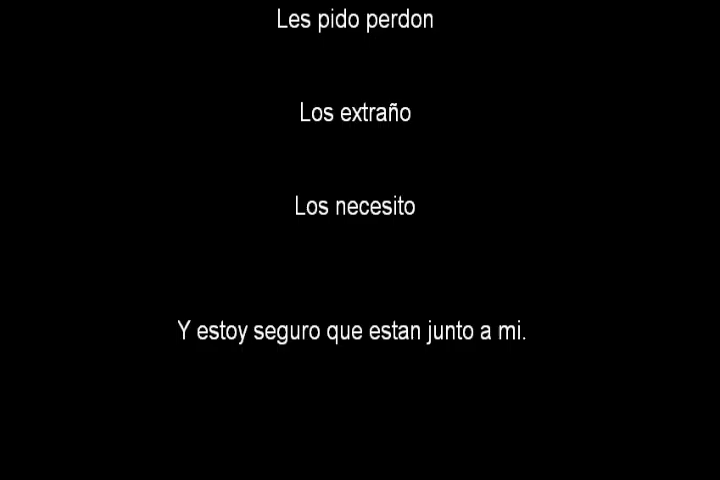 Les pido perdon
Los extraño
Los necesito
Y estoy seguro que estan junto a mi.